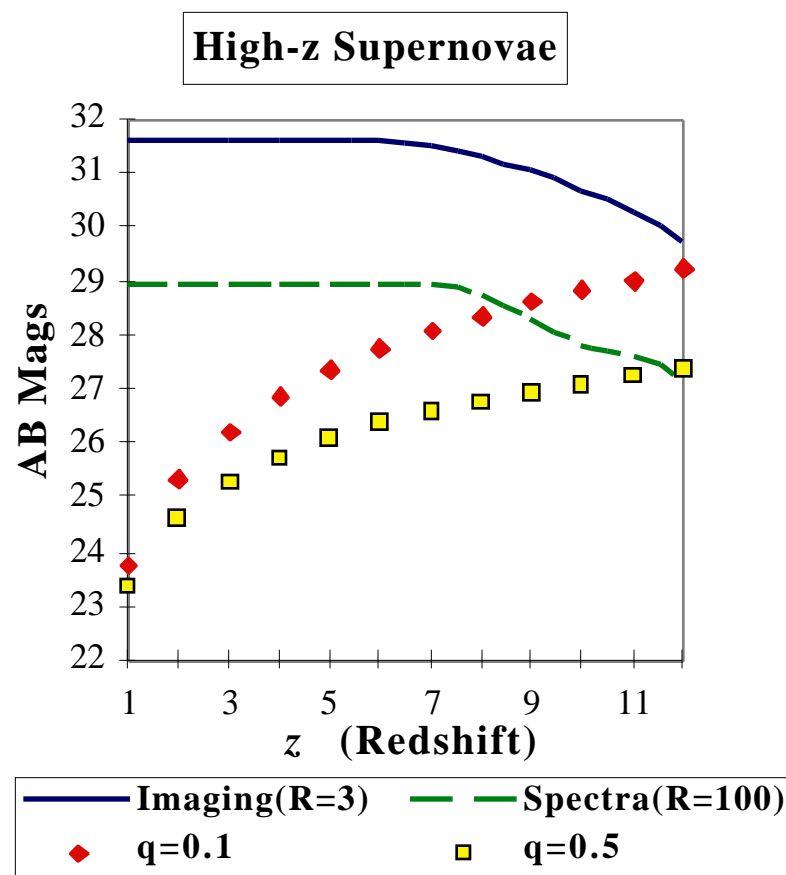 High-z Supernovae
32
31
30
29
28
27
26
25
24
23
22
AB Mags
1 3 5 7 9 11
z (Redshift)
Imaging(R=3) Spectra(R=100)
q=0.1 q=0.5